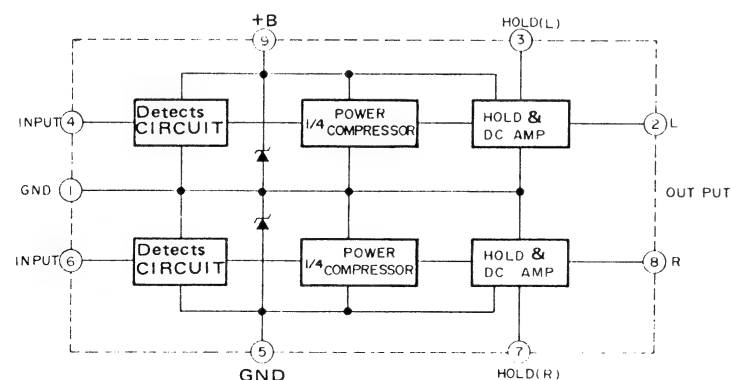 +B
9
HOLD(L)
3
INPUT 4
Detects
CIRCUIT
1/4 POWER
COMPRESSOR
HOLD &
DC AMP
2 L
GND 1
OUT PUT
INPUT 6
Detects
CIRCUIT
1/4 POWER
COMPRESSOR
HOLD &
DC AMP
8 R
5
GND
7
HOLD(R)